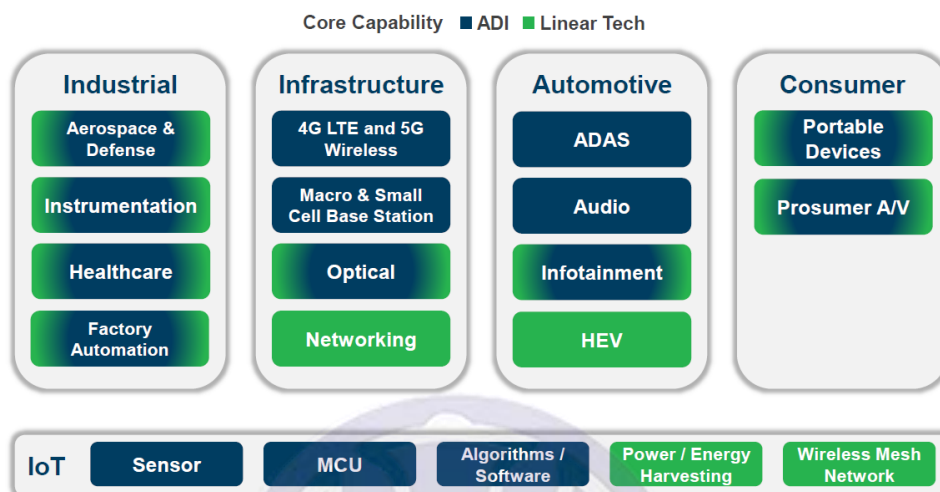 Core Capability ADI Linear Tech
Industrial
Aerospace &
Defense
Instrumentation
Healthcare
Factory
Automation
Infrastructure
4G LTE and 5G
Wireless
Macro & Small
Cell Base Station
Optical
Networking
Automotive
ADAS
Audio
Infotainment
HEV
Consumer
Portable
Devices
Prosumer A/V
IoT
Sensor
MCU
Algorithms /
Software
Power / Energy
Harvesting
Wireless Mesh
Network